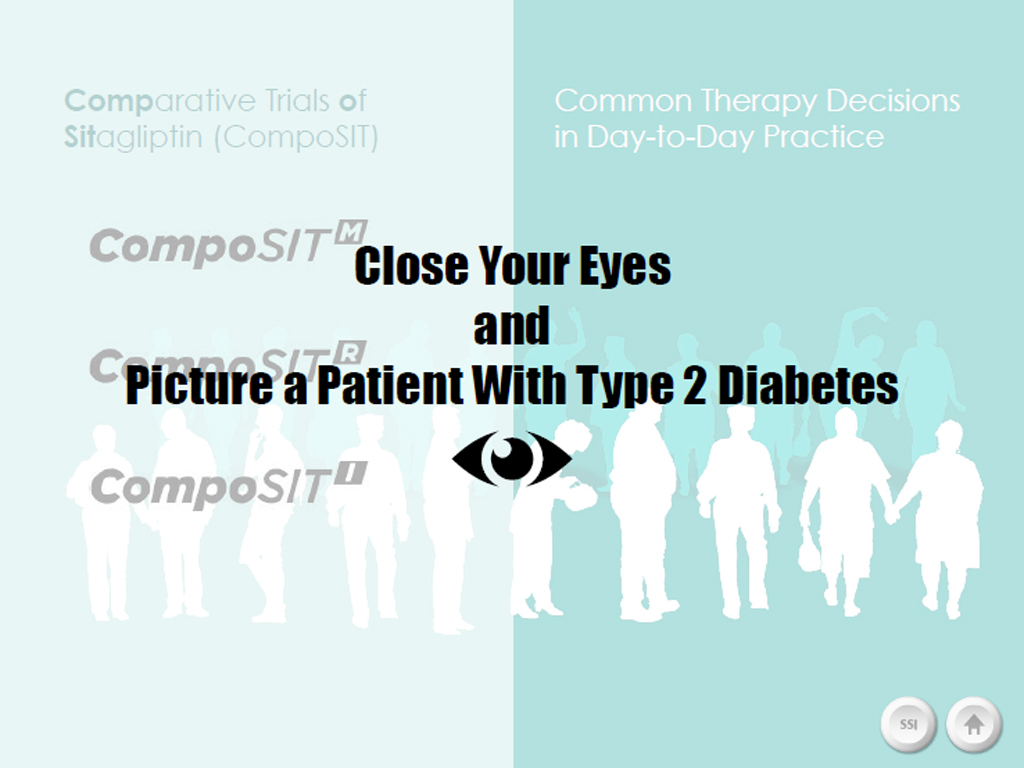 Comparative Trials of
Sitagliptin (CompoSIT)
Common Therapy Decisions
in Day-to-Day Practice
CompoSIT M
Close Your Eyes
and
CompoSIT R
Picture a Patient With Type 2 Diabetes
CompoSIT I
SSI